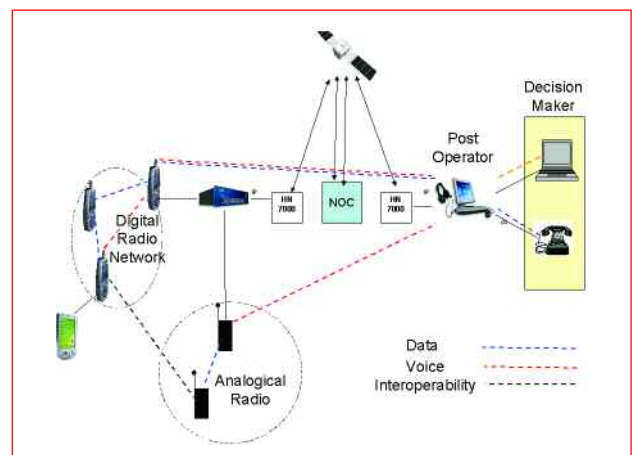 Decision
Maker
Post
Operator
HN
7000
NOC
HN
7000
Digital
Radio
Network
Analogical
Radio
Data
Voice
Interoperability